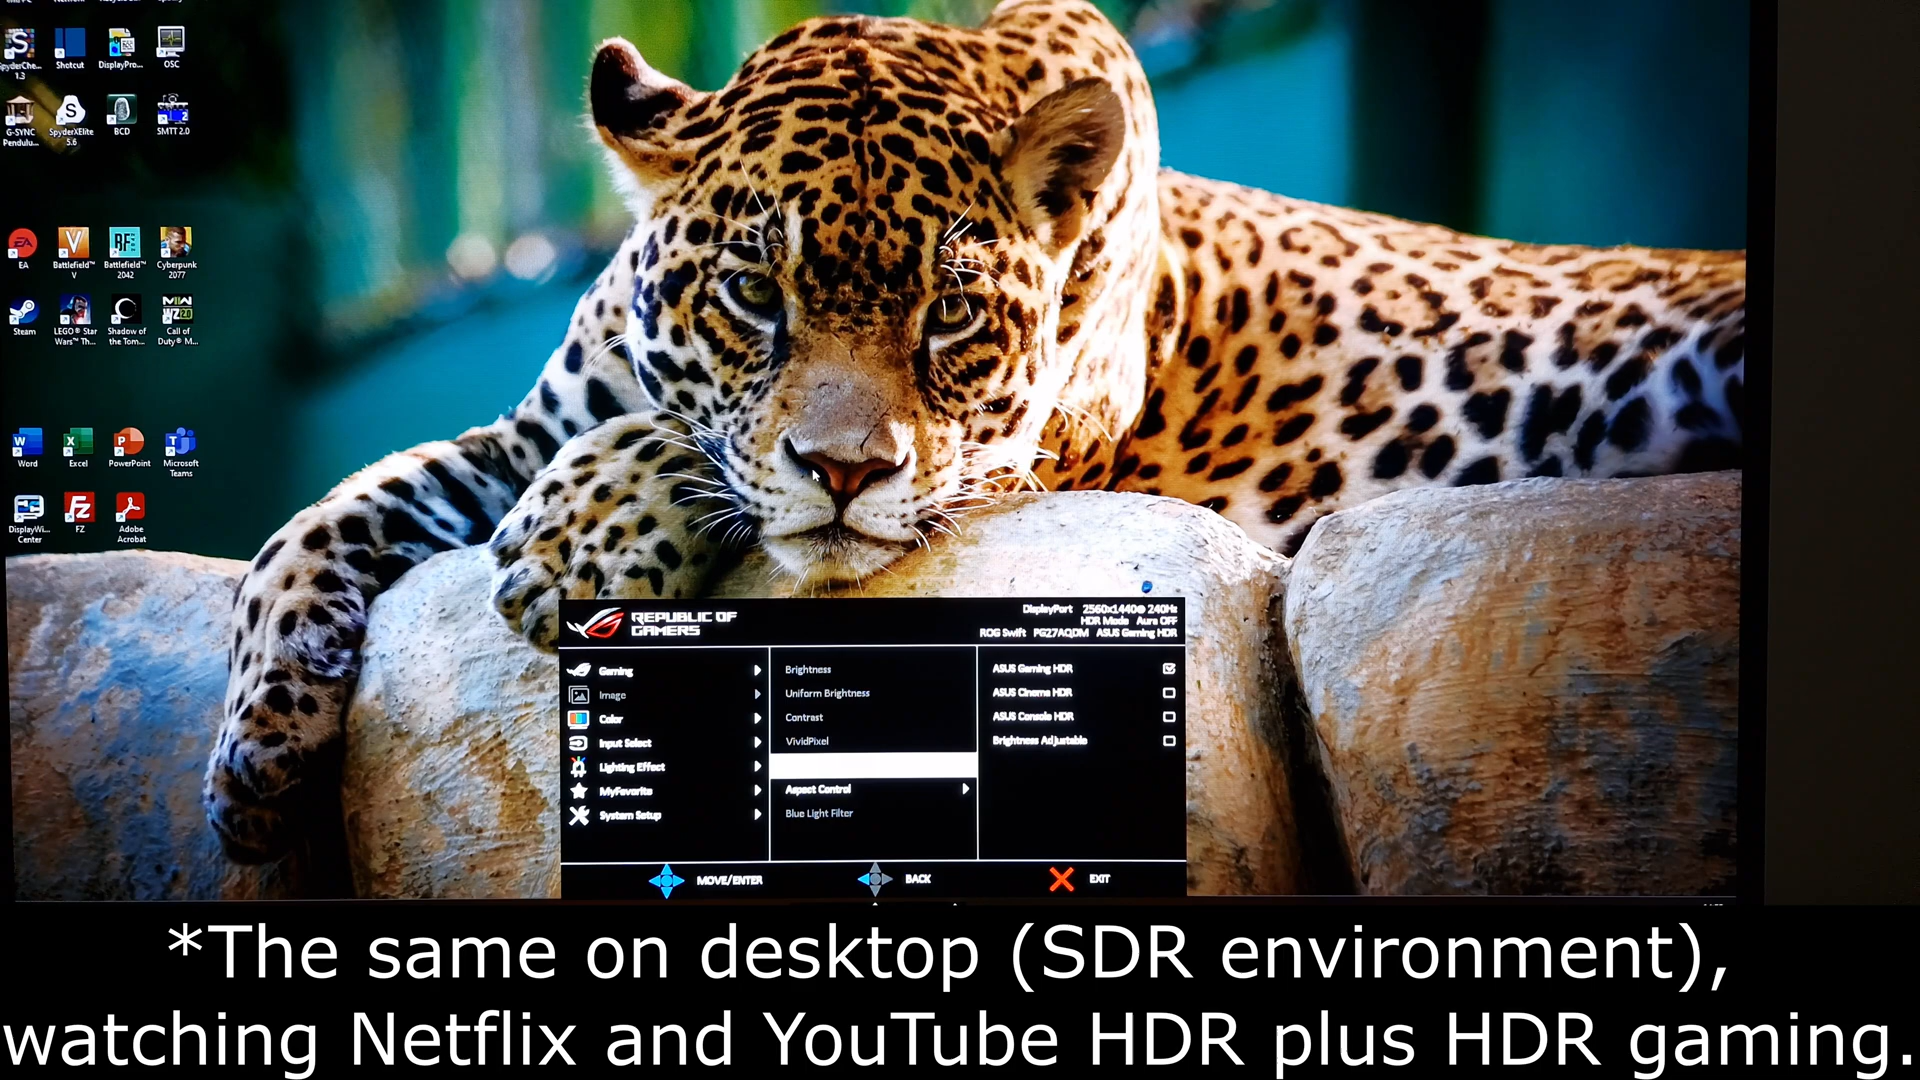 SpyderChe...
1.3
Shotcut
DisplayPro...
OSC
G-SYNC
Pendulu...
SpyderXElite
5.6
BCD
SMTT 2.0
EA
Battlefield™
V
Battlefield™
2042
Cyberpunk
2077
Steam
LEGO® Star
Wars™ Th...
Shadow of
the Tom...
Call of
Duty® M...
Word
Excel
PowerPoint
Microsoft
Teams
DisplayWi...
Center
FZ
Adobe
Acrobat
REPUBLIC OF
GAMERS
DisplayPort 2560x1440@ 240Hz
HDR Mode Aura OFF
ROG Swift PG27AQDM ASUS Gaming HDR
Gaming
Image
Color
Input Select
Lighting Effect
MyFavorite
System Setup
Brightness
Uniform Brightness
Contrast
VividPixel
Aspect Control
Blue Light Filter
ASUS Gaming HDR
ASUS Cinema HDR
ASUS Console HDR
Brightness Adjustable
MOVE/ENTER
BACK
EXIT
*The same on desktop (SDR environment),
watching Netflix and YouTube HDR plus HDR gaming.